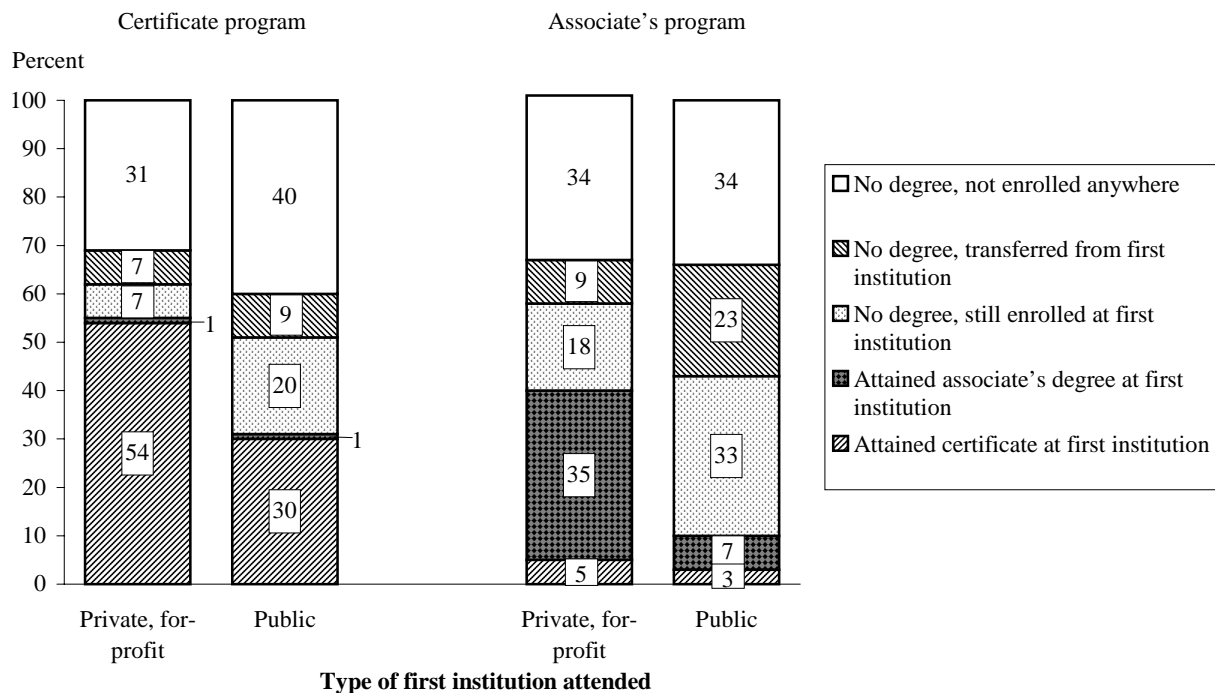 Certificate program
Associate's program
Percent
100
90
80
70
60
50
40
30
20
10
0
31
7
7
1
54
40
9
20
1
30
34
9
18
35
5
34
23
33
7
3
No degree, not enrolled anywhere
No degree, transferred from first
institution
No degree, still enrolled at first
institution
Attained associate's degree at first
institution
Attained certificate at first institution
Private, for-
profit
Public
Private, for-
profit
Public
Type of first institution attended